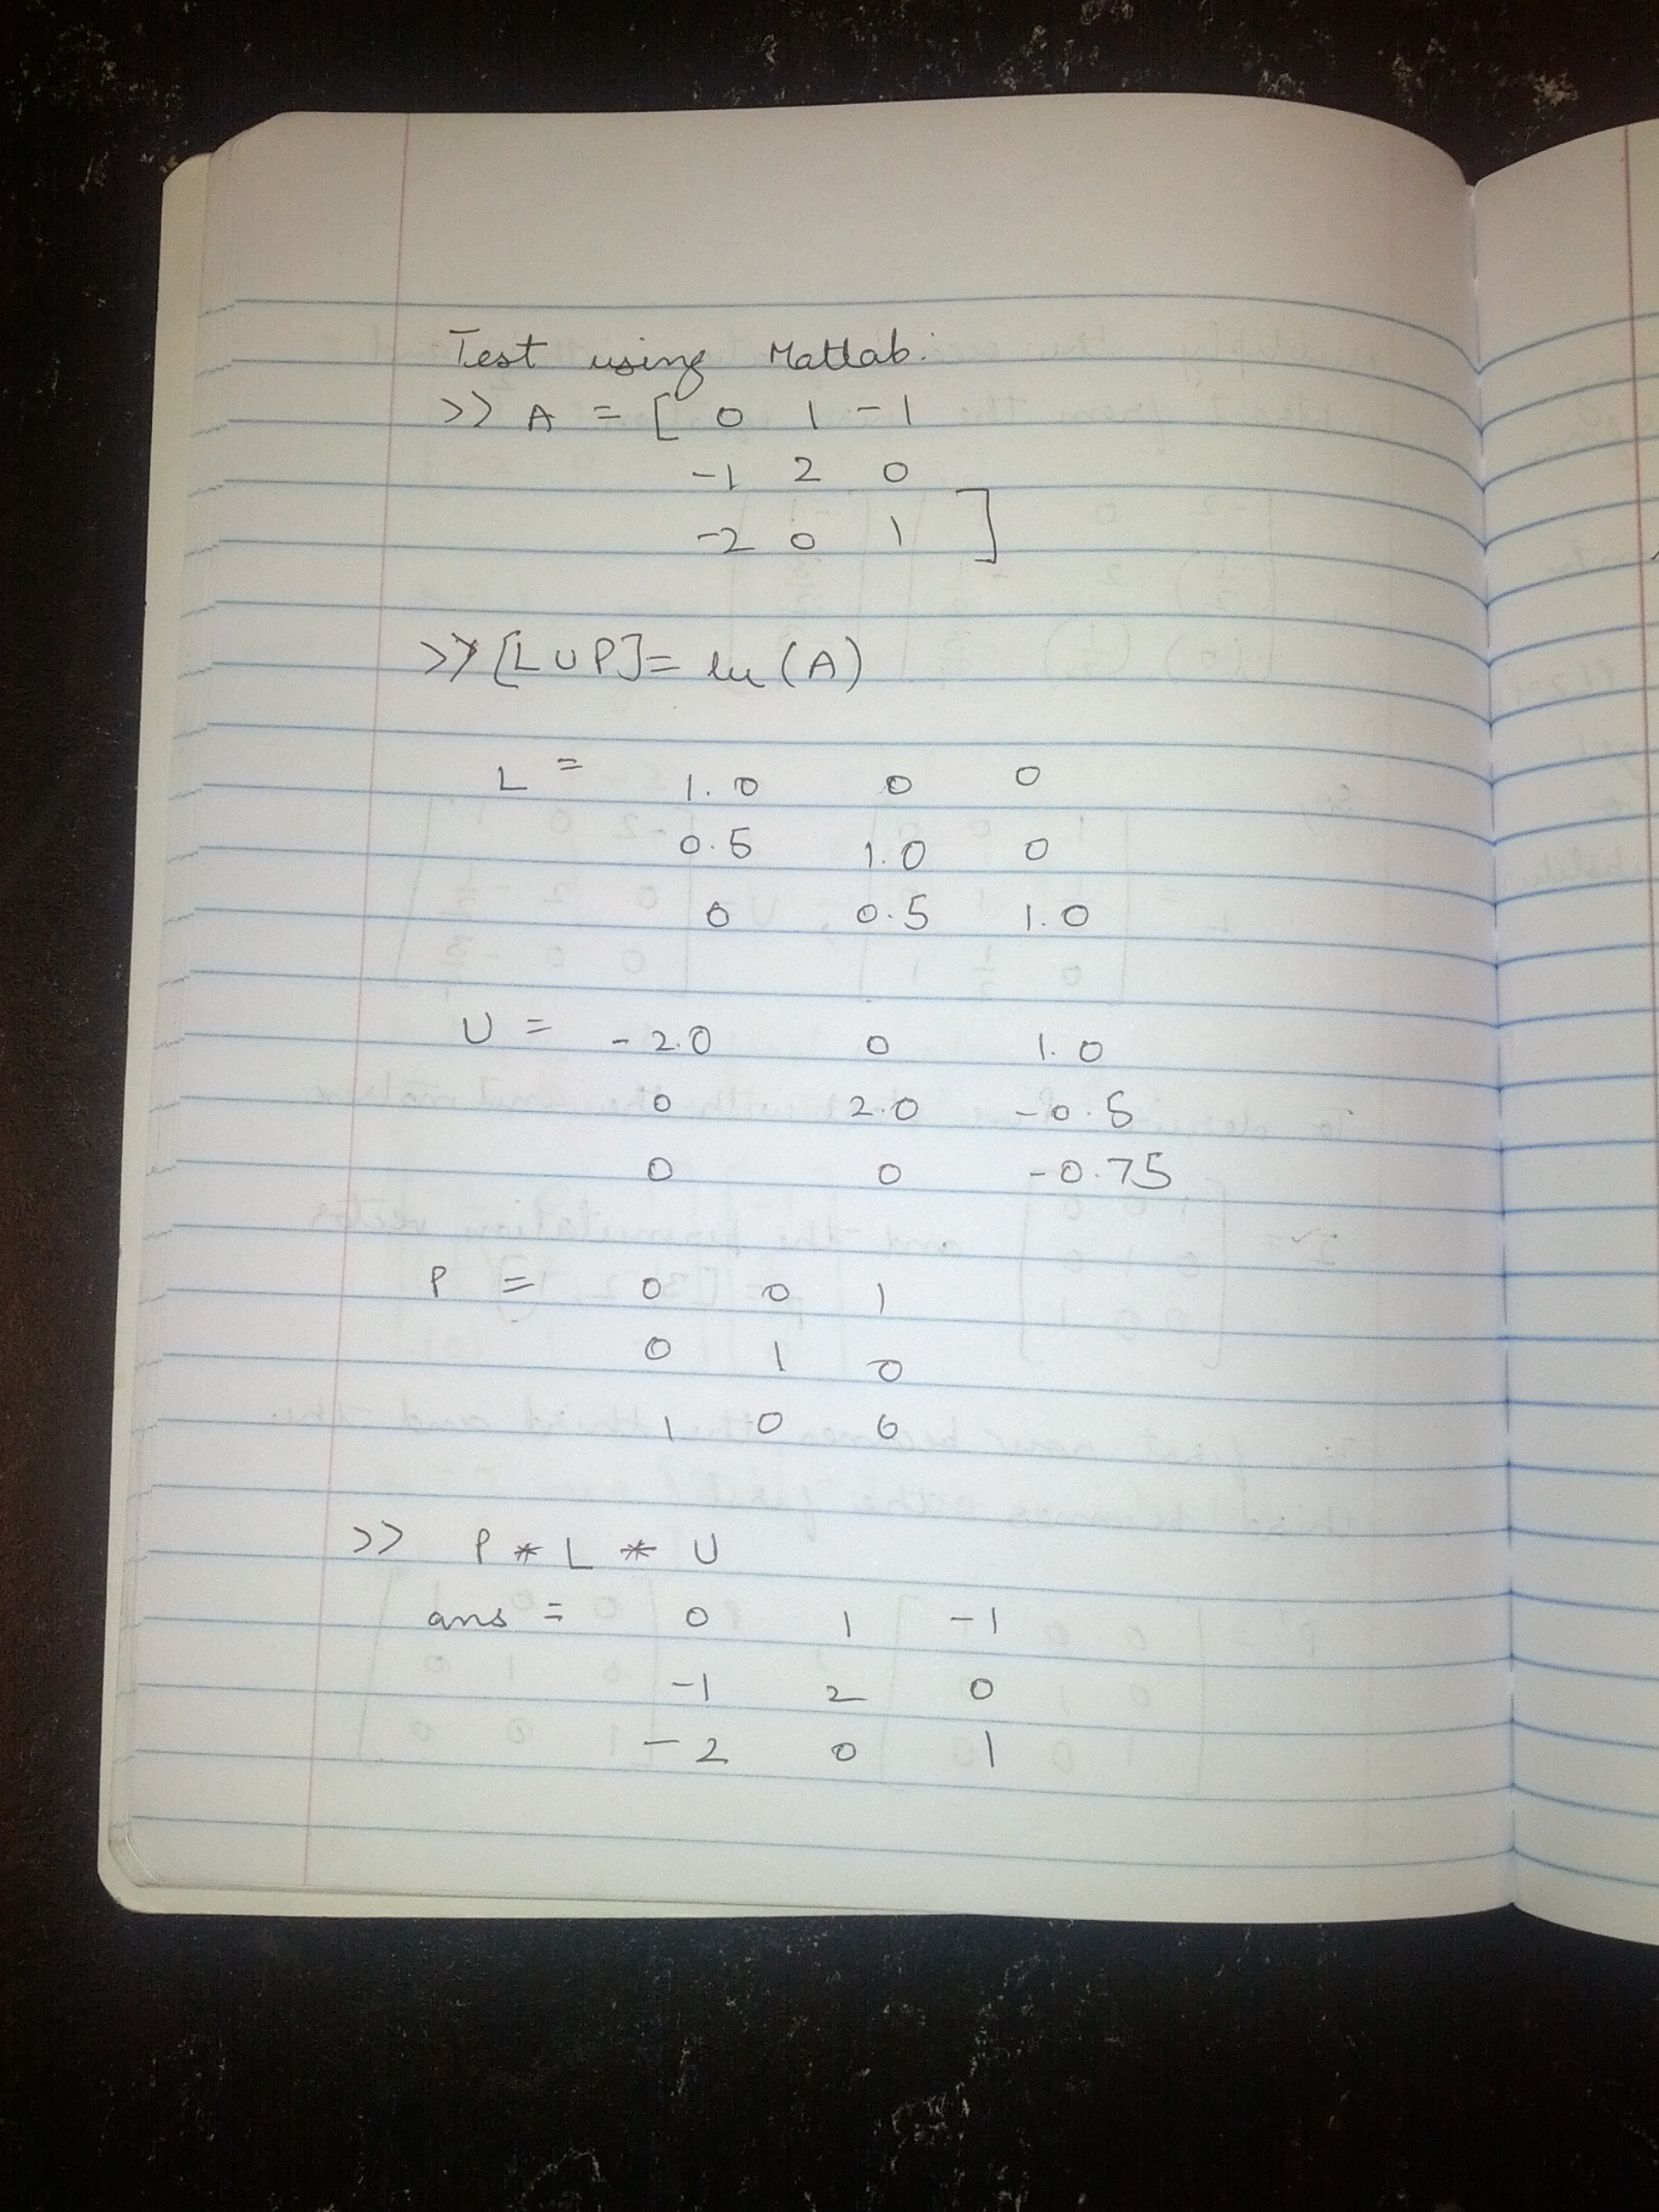 Test using Matlab:
>> A = [ 0 1 -1
-1 2 0
-2 0 1 ]
>> [L U P] = lu (A)
L = 1.0 0 0
0.5 1.0 0
0 0.5 1.0
U = -2.0 0 1.0
0 2.0 -0.5
0 0 -0.75
P = 0 0 1
0 1 0
1 0 0
>> P * L * U
ans = 0 1 -1
-1 2 0
-2 0 1